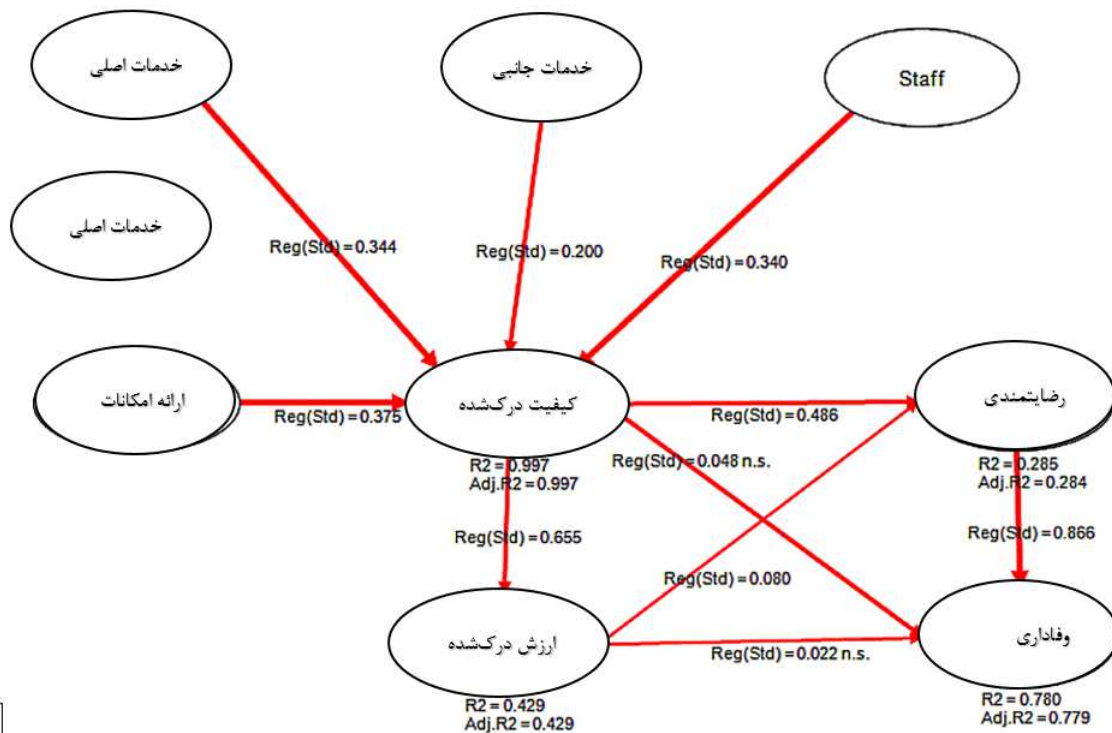 خدمات اصلی
خدمات جانبی
Staff
خدمات اصلی
Reg(Std) = 0.344
Reg(Std) = 0.200
Reg(Std) = 0.340
ارائه امکانات
Reg(Std) = 0.375
کیفیت درک‌شده
R2 = 0.997
Adj.R2 = 0.997
Reg(Std) = 0.486
رضایتمندی
R2 = 0.285
Adj.R2 = 0.284
Reg(Std) = 0.048 n.s.
Reg(Std) = 0.655
Reg(Std) = 0.866
Reg(Std) = 0.080
ارزش درک‌شده
R2 = 0.429
Adj.R2 = 0.429
Reg(Std) = 0.022 n.s.
وفاداری
R2 = 0.780
Adj.R2 = 0.779